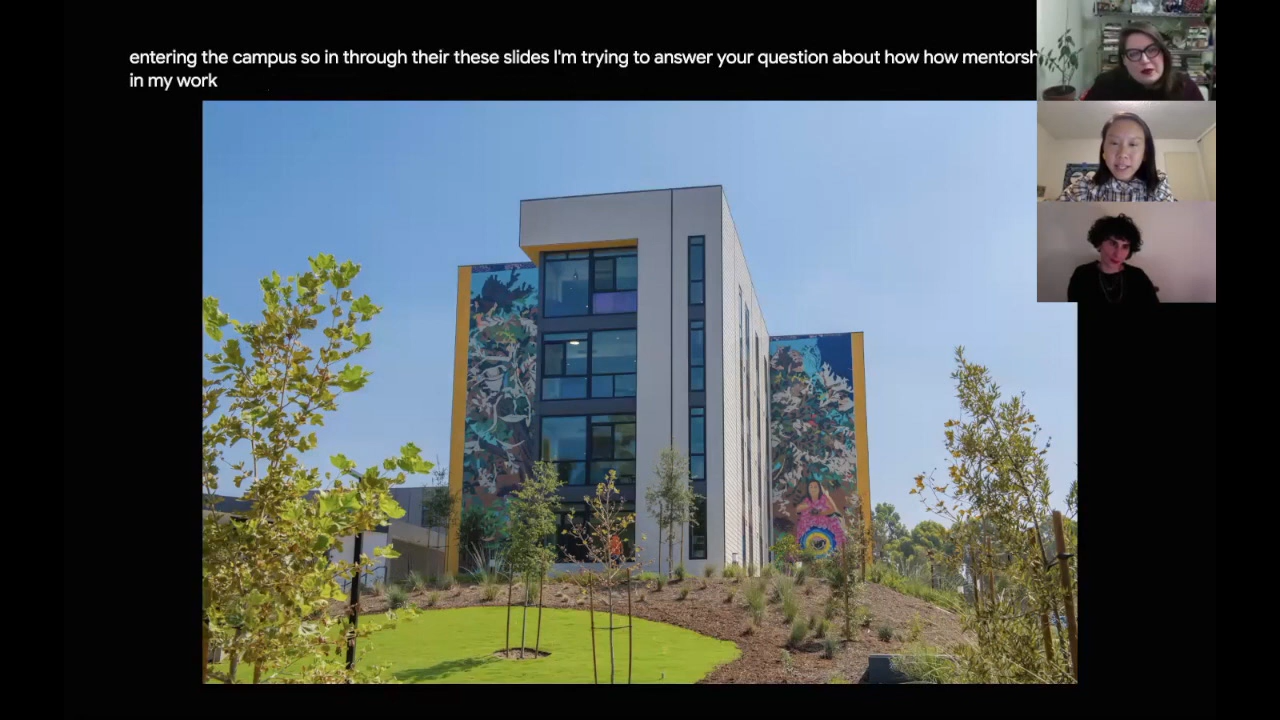 entering the campus so in through their these slides I'm trying to answer your question about how how mentorsh
in my work